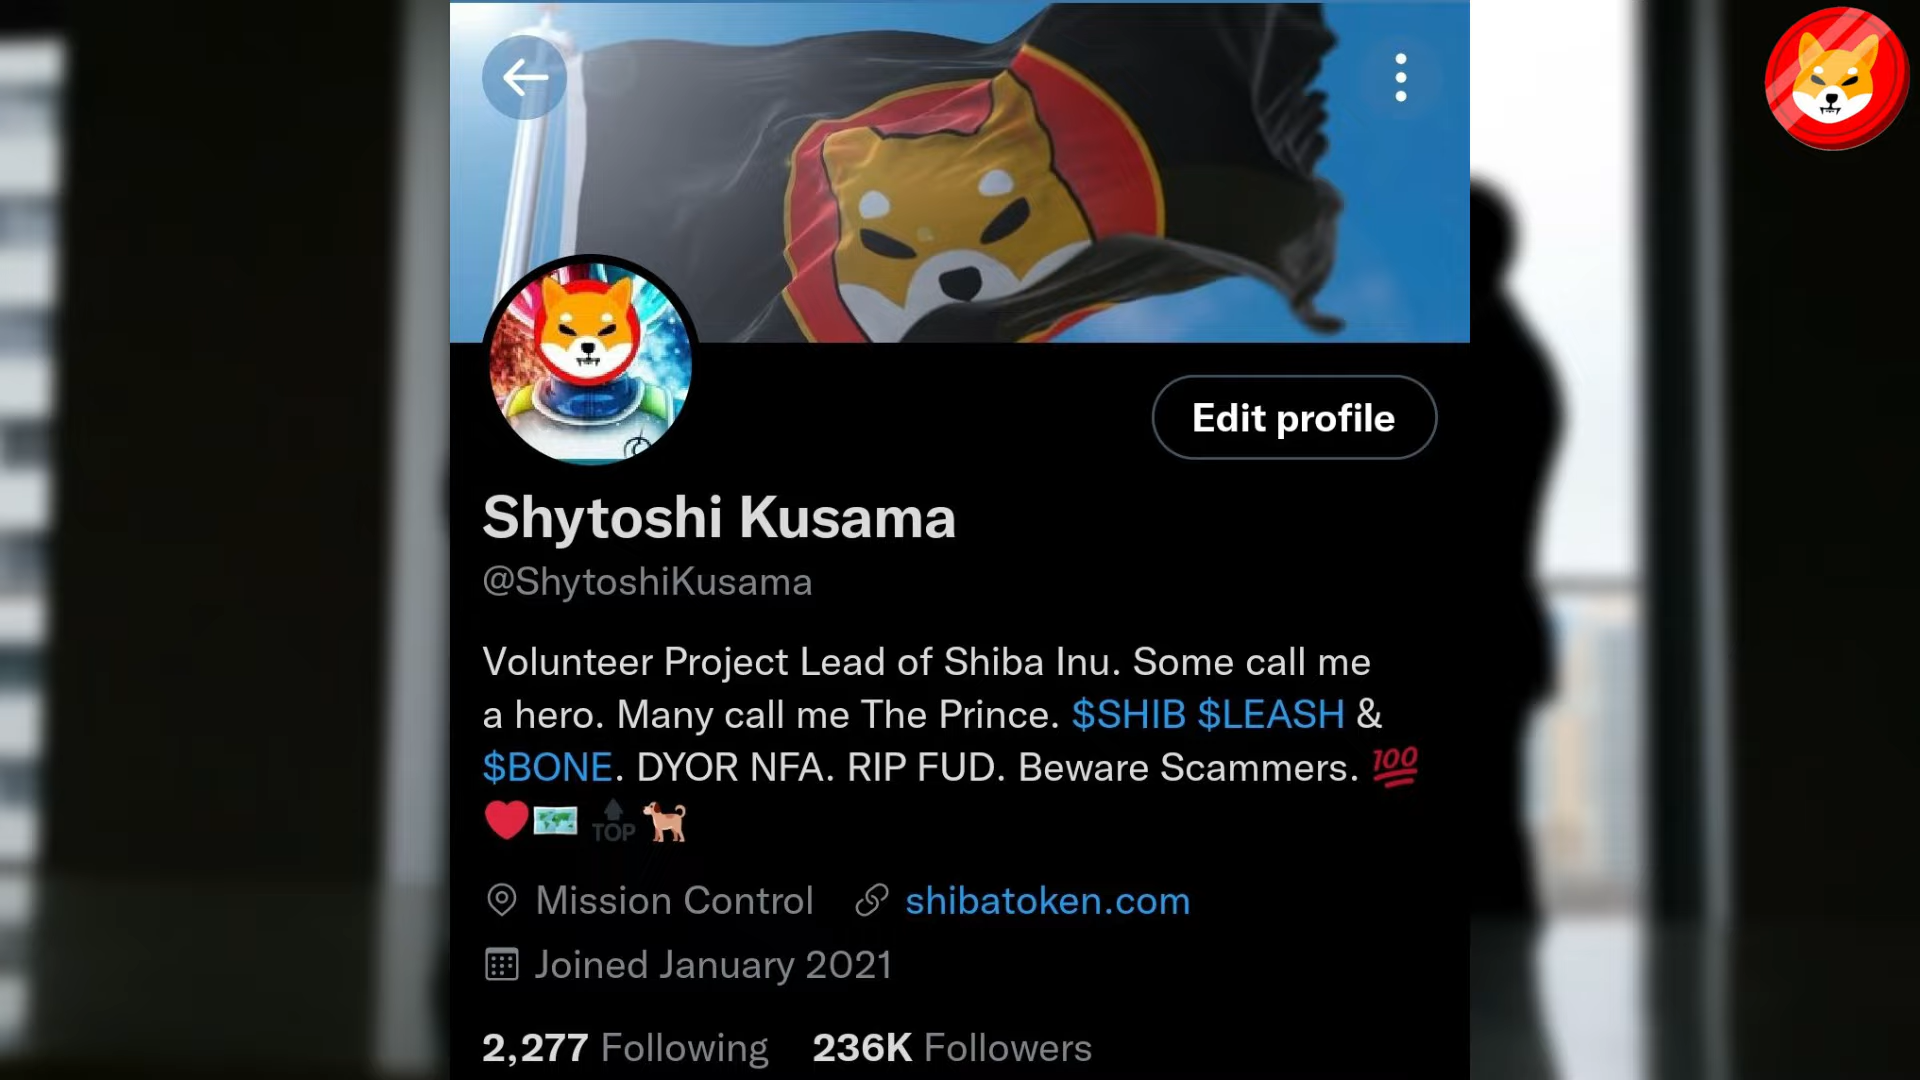 Edit profile
Shytoshi Kusama
@ShytoshiKusama
Volunteer Project Lead of Shiba Inu. Some call me
a hero. Many call me The Prince. $SHIB $LEASH &
$BONE. DYOR NFA. RIP FUD. Beware Scammers. 💯
❤️🗺️🔝🐕
Mission Control shibatoken.com
Joined January 2021
2,277 Following 236K Followers